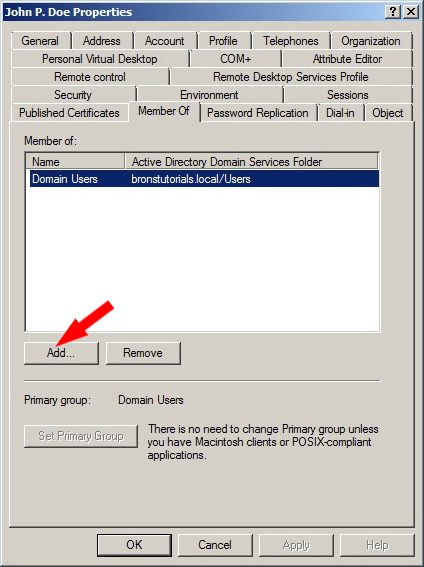 John P. Doe Properties
General Address Account Profile Telephones Organization
Personal Virtual Desktop COM+ Attribute Editor
Remote control Remote Desktop Services Profile
Security Environment Sessions
Published Certificates Member Of Password Replication Dial-in Object
Member of:
Name Active Directory Domain Services Folder
Domain Users bronstutorials.local/Users
Add... Remove
Primary group: Domain Users
Set Primary Group There is no need to change Primary group unless
you have Macintosh clients or POSIX-compliant
applications.
OK Cancel Apply Help